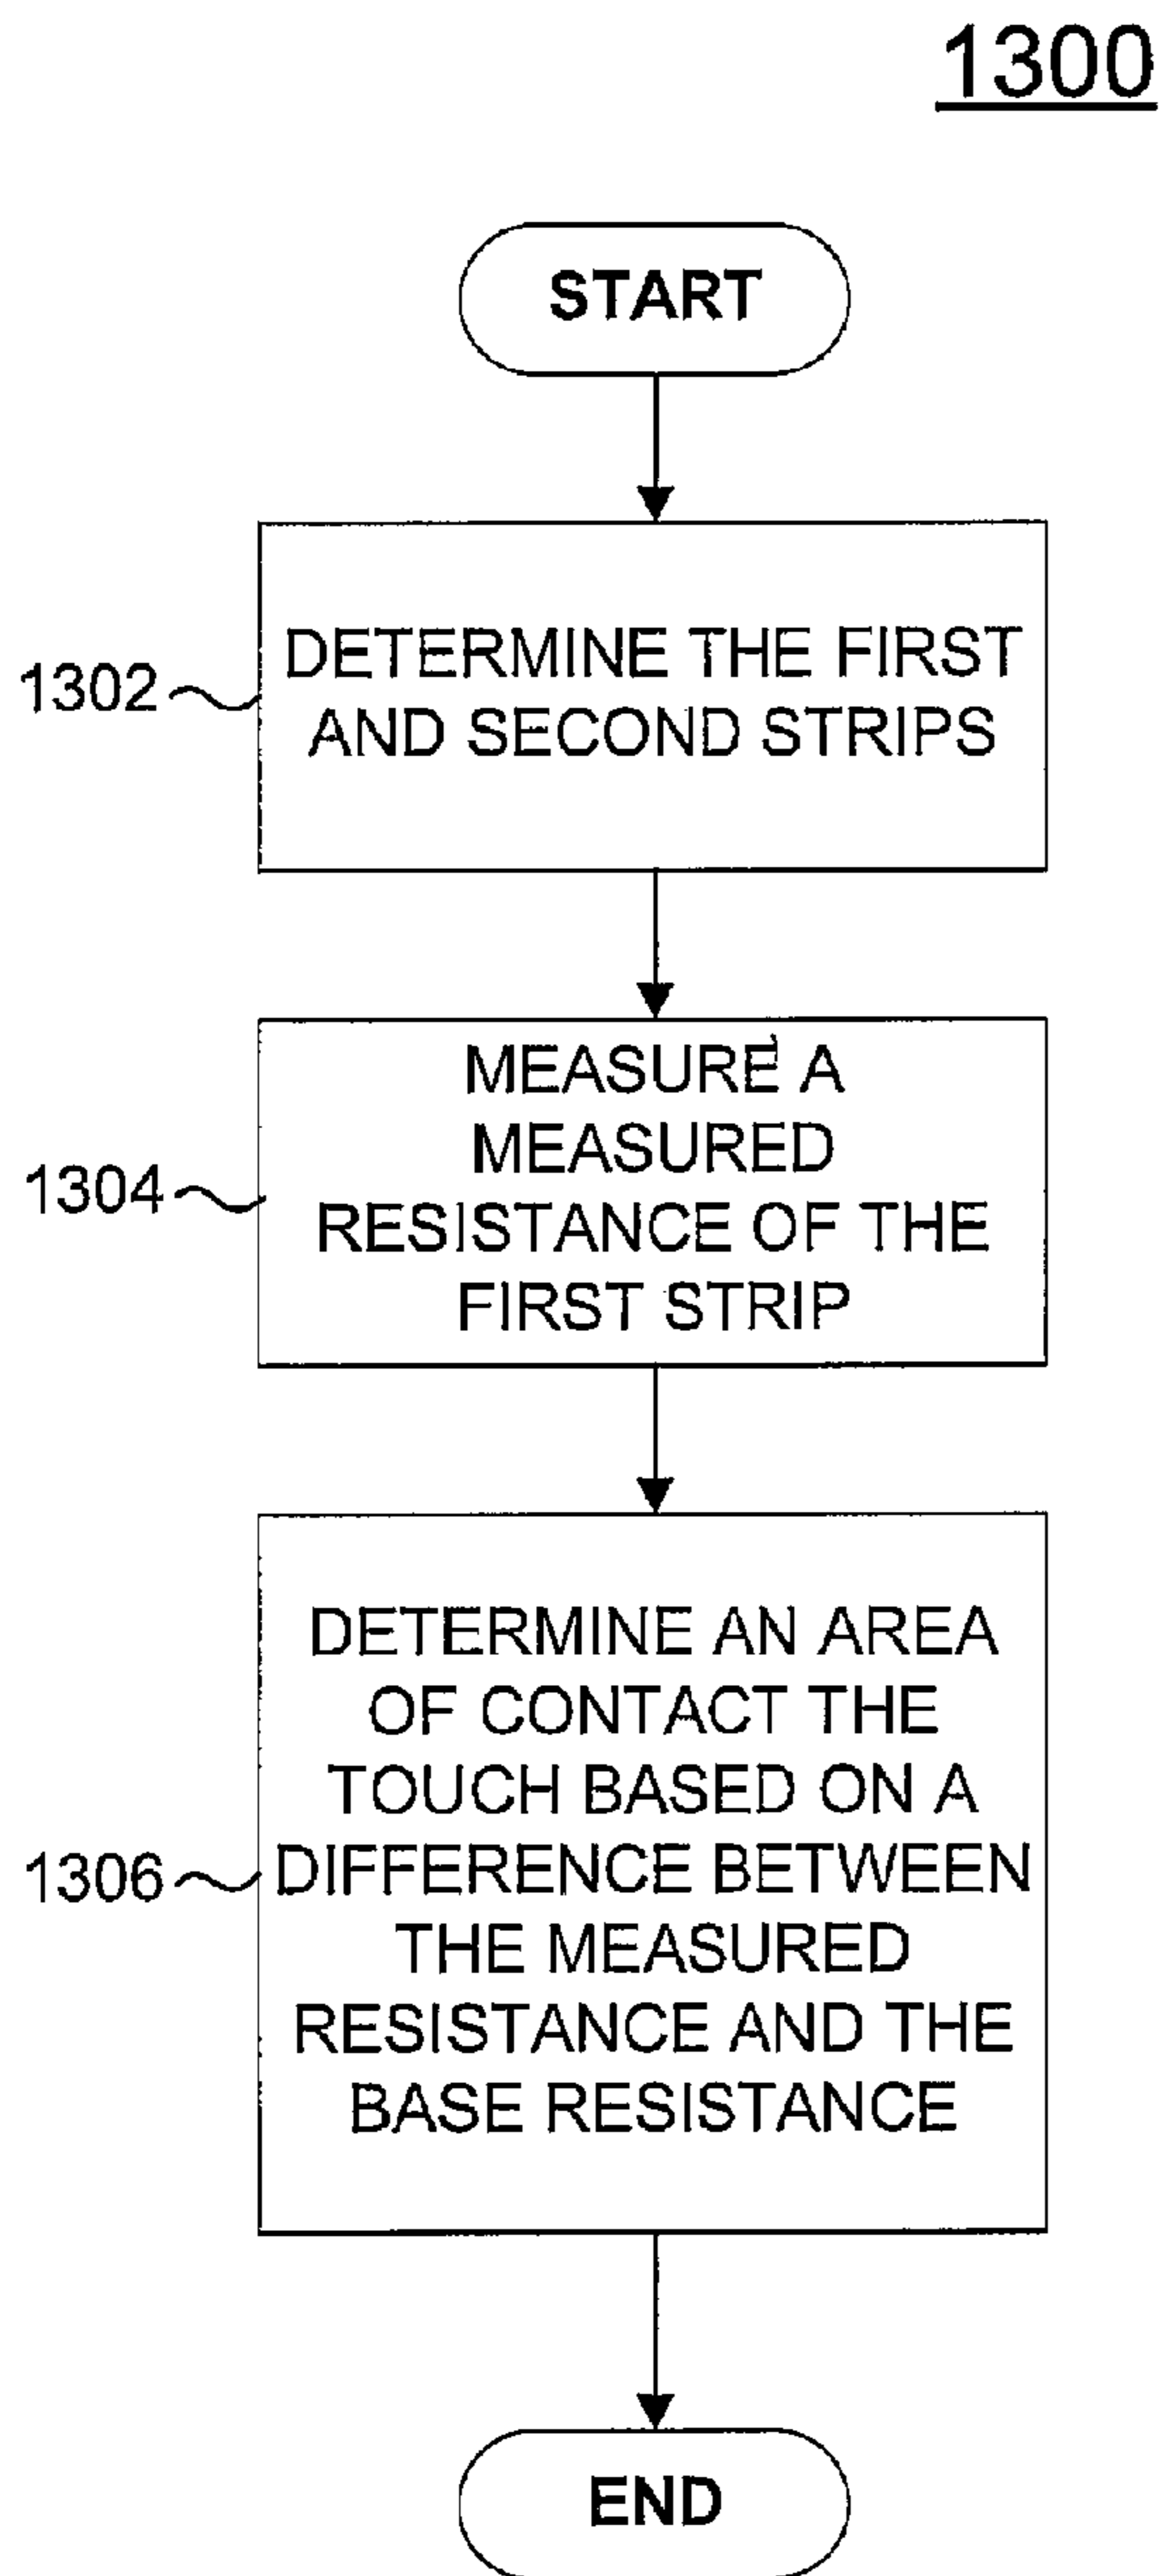 1300
START
1302
DETERMINE THE FIRST
AND SECOND STRIPS
1304
MEASURE A
MEASURED
RESISTANCE OF THE
FIRST STRIP
1306
DETERMINE AN AREA
OF CONTACT THE
TOUCH BASED ON A
DIFFERENCE BETWEEN
THE MEASURED
RESISTANCE AND THE
BASE RESISTANCE
END